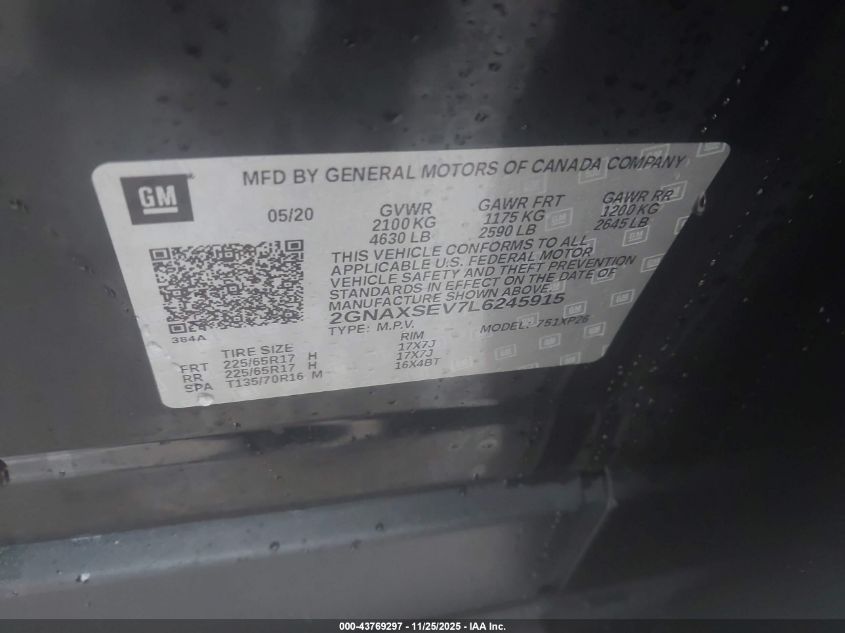 GM
MFD BY GENERAL MOTORS OF CANADA COMPANY
05/20 GVWR GAWR FRT GAWR RR
2100 KG 1175 KG 1200 KG
4630 LB 2590 LB 2645 LB
THIS VEHICLE CONFORMS TO ALL
APPLICABLE U.S. FEDERAL MOTOR
VEHICLE SAFETY AND THEFT PREVENTION
STANDARDS IN EFFECT ON THE DATE OF
MANUFACTURE SHOWN ABOVE.
2GNAXSEV7L6245915
TYPE: M.P.V. MODEL: 751XP26
384A
TIRE SIZE RIM
FRT 225/65R17 H 17X7J
RR 225/65R17 H 17X7J
SPA T135/70R16 M 16X4BT
000-43769297 - 11/25/2025 - IAA Inc.